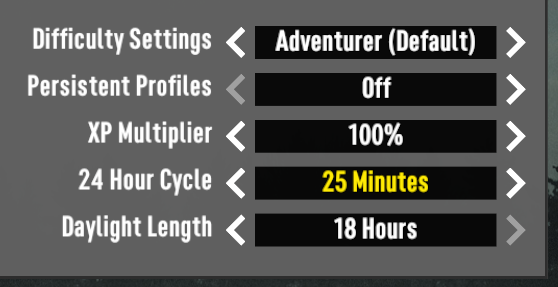 Difficulty Settings Adventurer (Default)
Persistent Profiles Off
XP Multiplier 100%
24 Hour Cycle 25 Minutes
Daylight Length 18 Hours